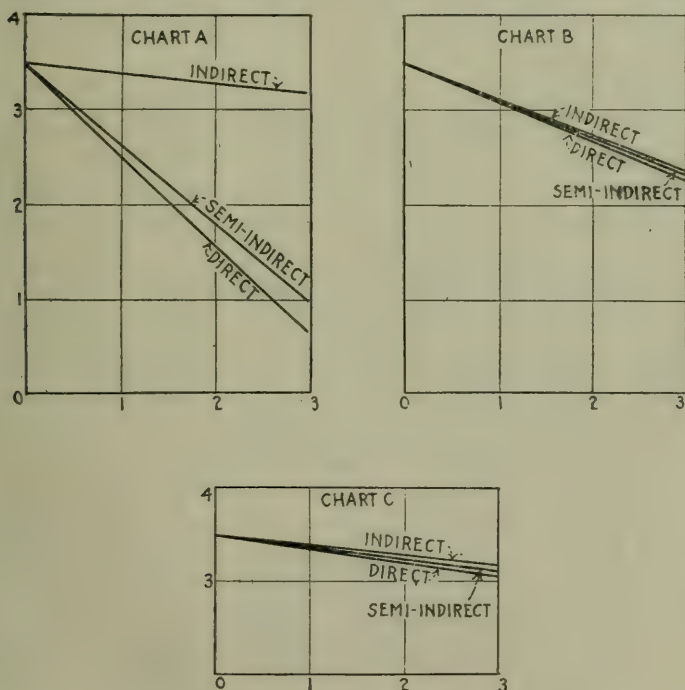 4
CHART A
INDIRECT
3
2
SEMI-INDIRECT
DIRECT
1
0
1
2
3
CHART B
INDIRECT
DIRECT
SEMI-INDIRECT
0
1
2
3
4
CHART C
INDIRECT
DIRECT
3
SEMI-INDIRECT
0
1
2
3